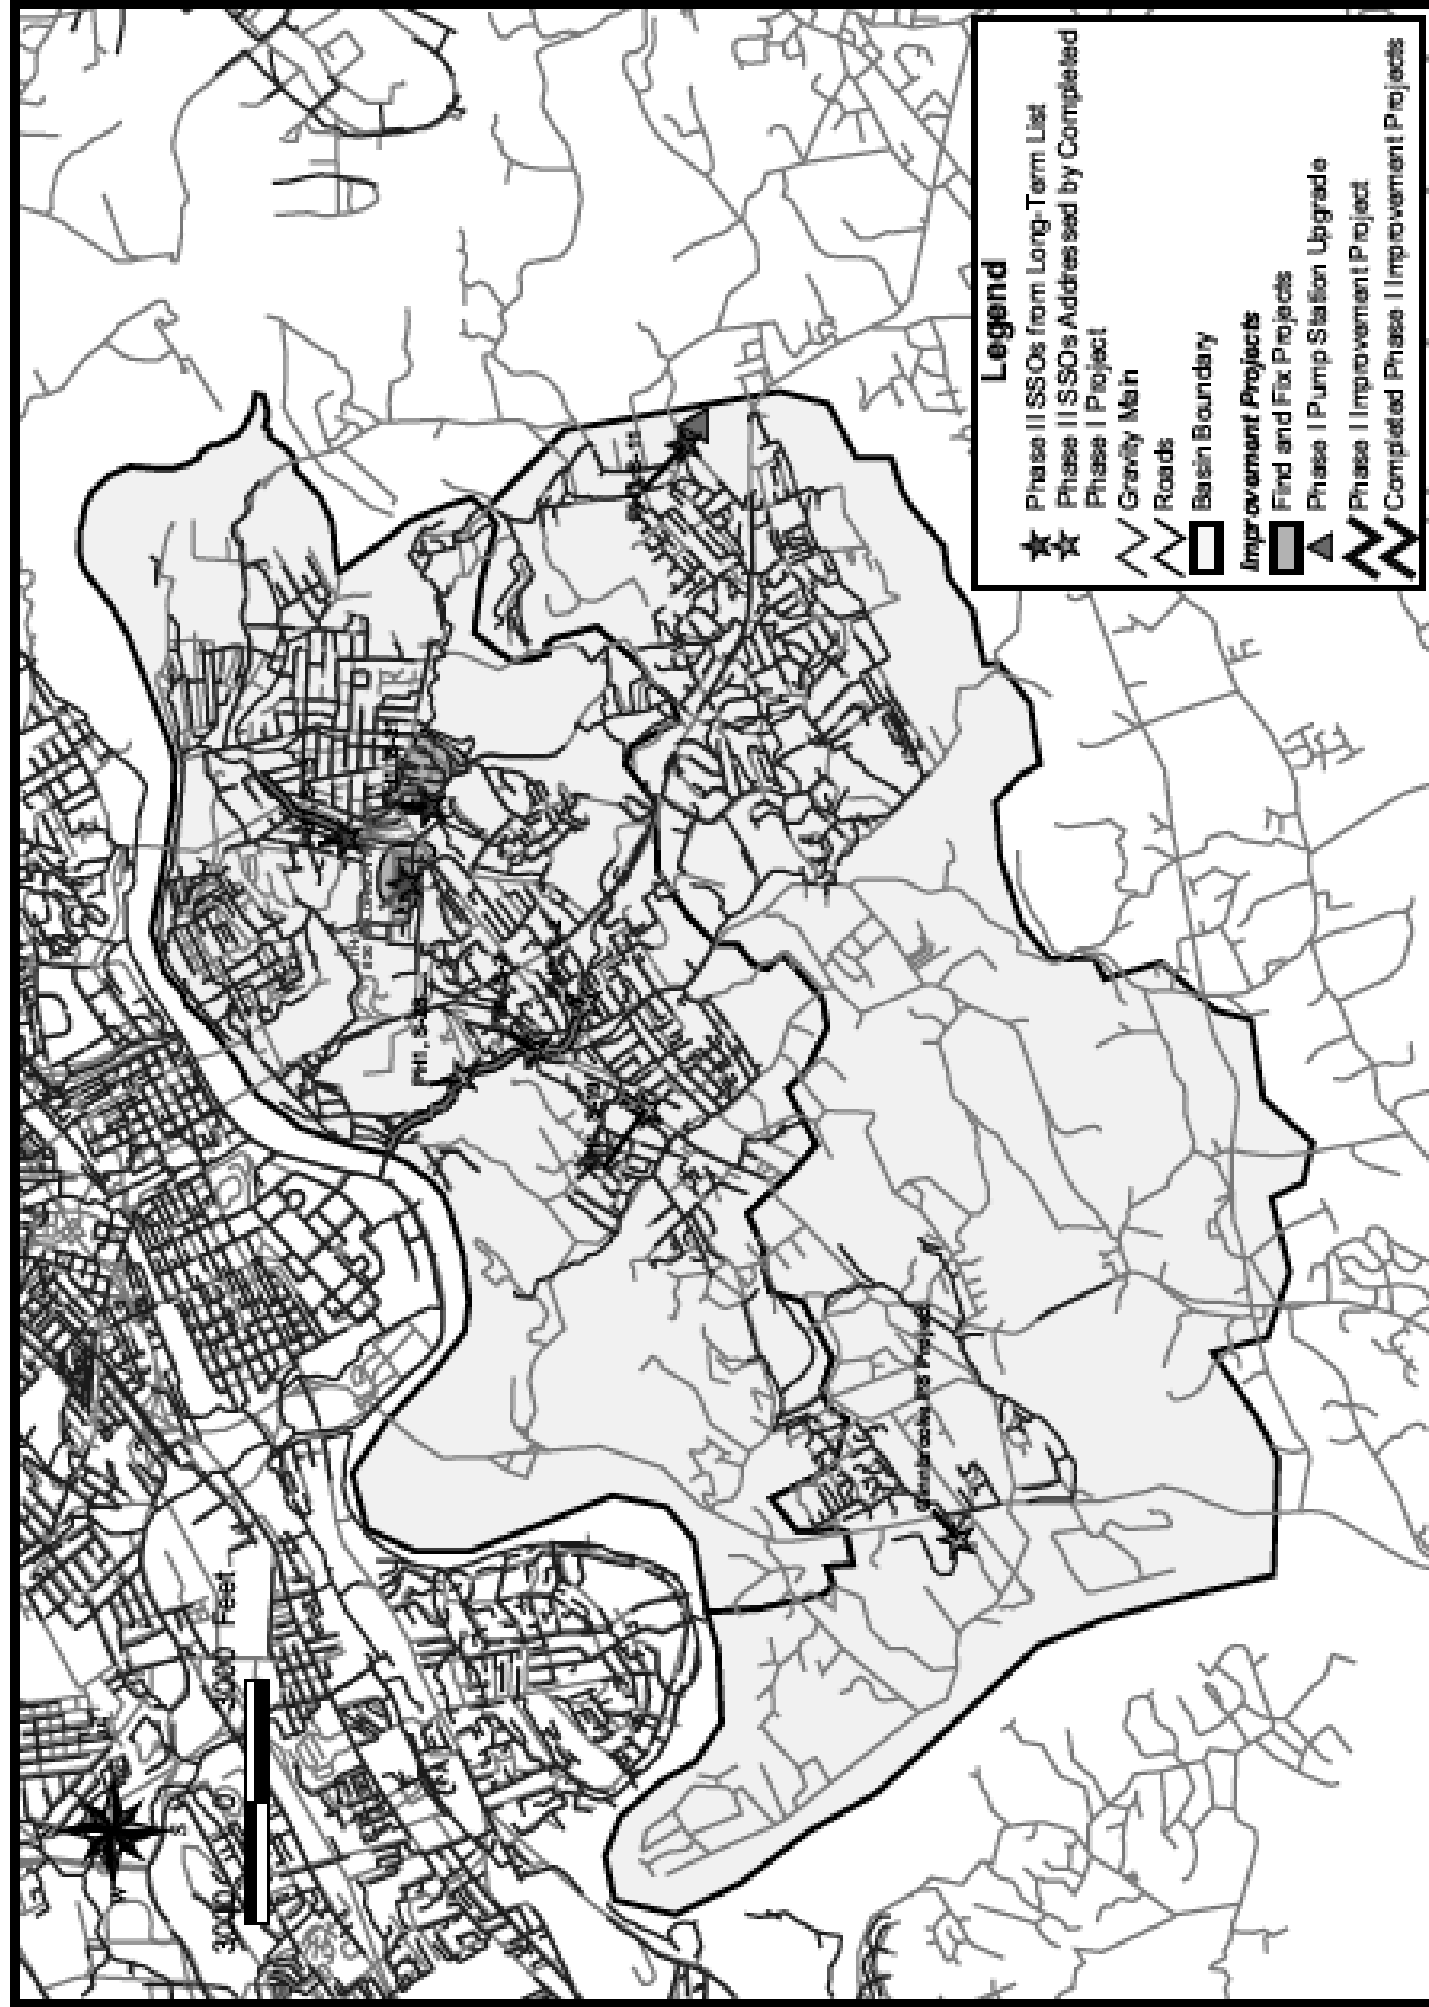 Legend
Phase II SSOs from Long-Term List
Phase II SSOs Addressed by Completed
Phase I Project
Gravity Main
Roads
Basin Boundary
Improvement Projects
Find and Fix Projects
Phase I Pump Station Upgrade
Phase I Improvement Project
Completed Phase I Improvement Projects
3000 0 3000 Feet
W
S
Project